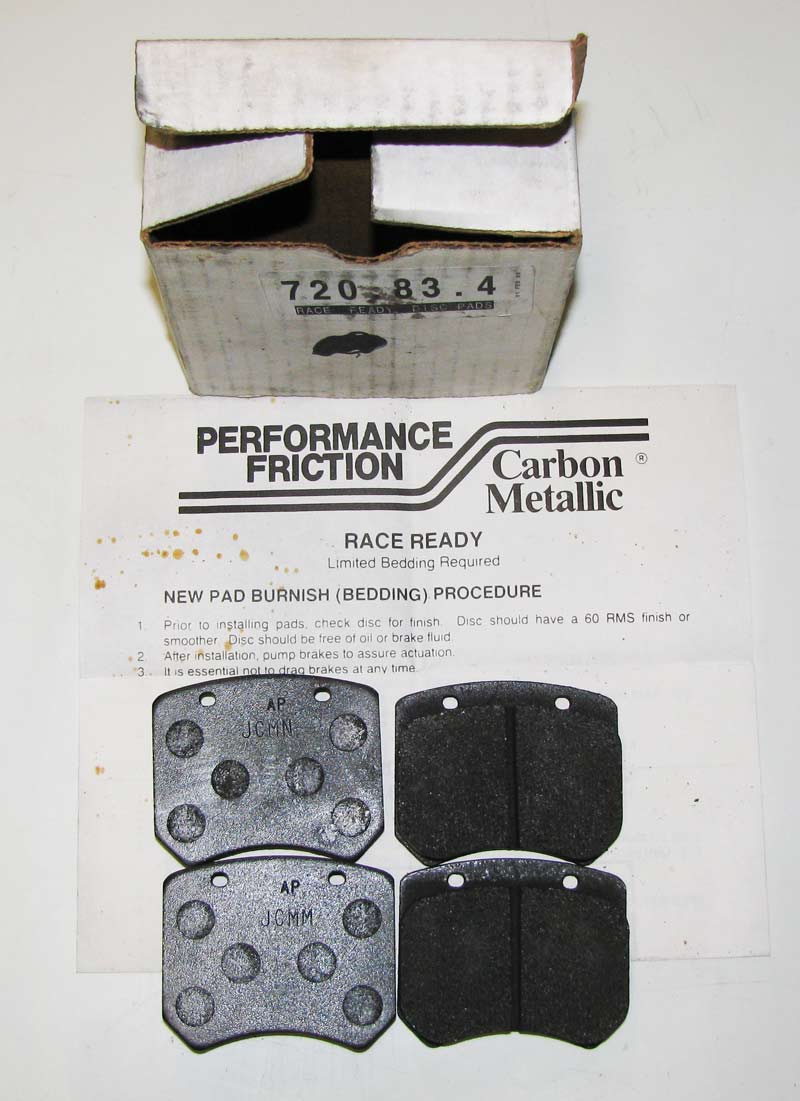 720 83.4
RACE READY DISC PADS
PERFORMANCE
FRICTION
Carbon
Metallic ®
RACE READY
Limited Bedding Required
NEW PAD BURNISH (BEDDING) PROCEDURE
1. Prior to installing pads, check disc for finish. Disc should have a 60 RMS finish or
smoother. Disc should be free of oil or brake fluid.
2. After installation, pump brakes to assure actuation.
3. It is essential not to drag brakes at any time.
AP
JCMN
AP
JCMM